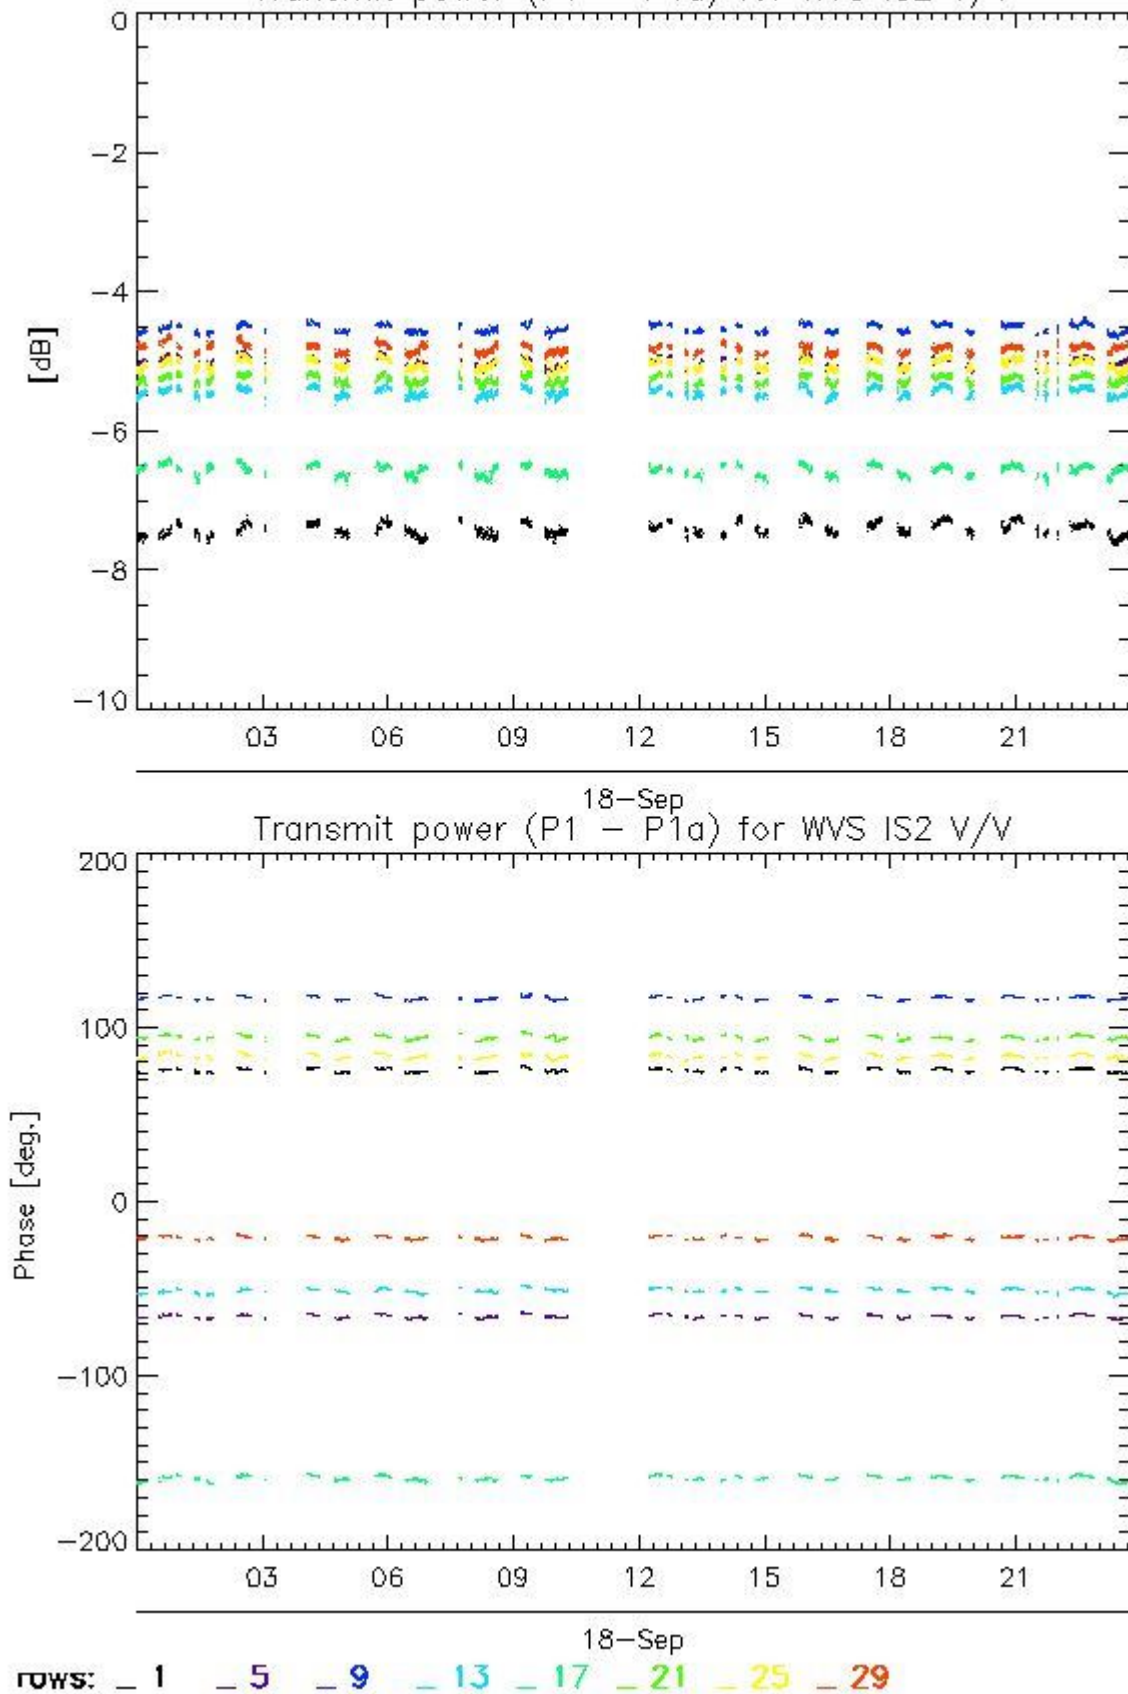 0
−2
−4
[dB]
−6
−8
−10
03 06 09 12 15 18 21
18−Sep
Transmit power (P1 − P1a) for WVS IS2 V/V
200
100
Phase [deg.]
0
−100
−200
03 06 09 12 15 18 21
18−Sep
rows: _ 1 _ 5 _ 9 _ 13 _ 17 _ 21 _ 25 _ 29